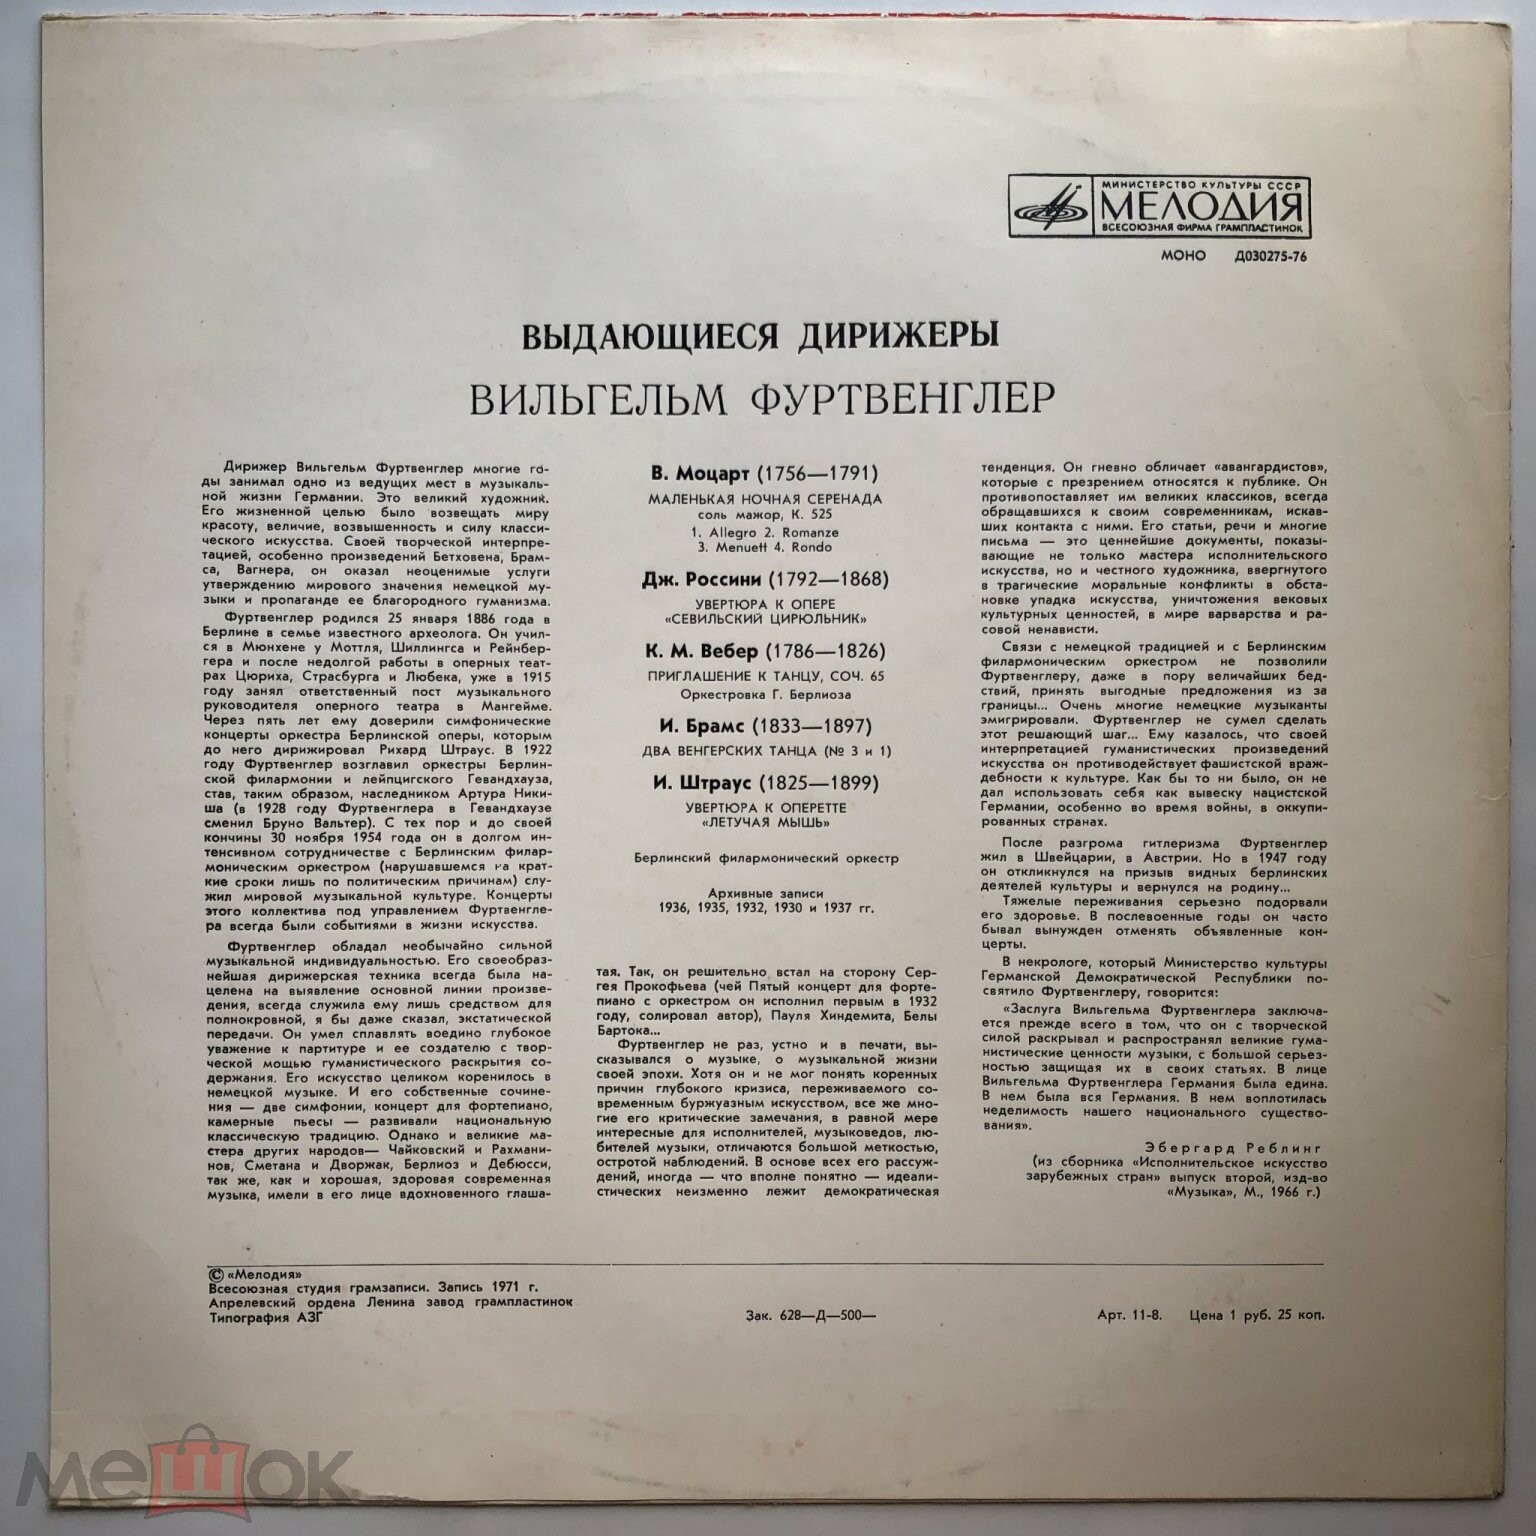 МИНИСТЕРСТВО КУЛЬТУРЫ СССР
МЕЛОДИЯ
ВСЕСОЮЗНАЯ ФИРМА ГРАМПЛАСТИНОК
МОНО Д030275-76
ВЫДАЮЩИЕСЯ ДИРИЖЕРЫ
ВИЛЬГЕЛЬМ ФУРТВЕНГЛЕР
Дирижер Вильгельм Фуртвенглер многие го-
ды занимал одно из ведущих мест в музыкаль-
ной жизни Германии. Это великий художник.
Его жизненной целью было возвещать миру
красоту, величие, возвышенность и силу класси-
ческого искусства. Своей творческой интерпре-
тацией, особенно произведений Бетховена, Брам-
са, Вагнера, он оказал неоценимые услуги
утверждению мирового значения немецкой му-
зыки и пропаганде ее благородного гуманизма.
Фуртвенглер родился 25 января 1886 года в
Берлине в семье известного археолога. Он учил-
ся в Мюнхене у Моттля, Шиллингса и Рейнбер-
гера и после недолгой работы в оперных теат-
рах Цюриха, Страсбурга и Любека, уже в 1915
году занял ответственный пост музыкального
руководителя оперного театра в Мангейме.
Через пять лет ему доверили симфонические
концерты оркестра Берлинской оперы, которым
до него дирижировал Рихард Штраус. В 1922
году Фуртвенглер возглавил оркестры Берлин-
ской филармонии и лейпцигского Гевандхауза,
став, таким образом, наследником Артура Ники-
ша (в 1928 году Фуртвенглера в Гевандхаузе
сменил Бруно Вальтер). С тех пор и до своей
кончины 30 ноября 1954 года он в долгом ин-
тенсивном сотрудничестве с Берлинским филар-
моническим оркестром (нарушавшемся на крат-
кие сроки лишь по политическим причинам) слу-
жил мировой музыкальной культуре. Концерты
этого коллектива под управлением Фуртвенгле-
ра всегда были событиями в жизни искусства.
Фуртвенглер обладал необычайно сильной
музыкальной индивидуальностью. Его своеобраз-
нейшая дирижерская техника всегда была на-
целена на выявление основной линии произве-
дения, всегда служила ему лишь средством для
полнокровной, я бы даже сказал, экстатической
передачи. Он умел сплавлять воедино глубокое
уважение к партитуре и ее создателю с твор-
ческой мощью гуманистического раскрытия со-
держания. Его искусство целиком коренилось в
немецкой музыке. И его собственные сочине-
ния — две симфонии, концерт для фортепиано,
камерные пьесы — развивали национальную
классическую традицию. Однако и великие ма-
стера других народов— Чайковский и Рахмани-
нов, Сметана и Дворжак, Берлиоз и Дебюсси,
так же, как и хорошая, здоровая современная
музыка, имели в его лице вдохновенного глаша-
В. Моцарт (1756—1791)
МАЛЕНЬКАЯ НОЧНАЯ СЕРЕНАДА
соль мажор, К. 525
1. Allegro 2. Romanze
3. Menuett 4. Rondo
Дж. Россини (1792—1868)
УВЕРТЮРА К ОПЕРЕ
«СЕВИЛЬСКИЙ ЦИРЮЛЬНИК»
К. М. Вебер (1786—1826)
ПРИГЛАШЕНИЕ К ТАНЦУ, СОЧ. 65
Оркестровка Г. Берлиоза
И. Брамс (1833—1897)
ДВА ВЕНГЕРСКИХ ТАНЦА (№ 3 и 1)
И. Штраус (1825—1899)
УВЕРТЮРА К ОПЕРЕТТЕ
«ЛЕТУЧАЯ МЫШЬ»
Берлинский филармонический оркестр
Архивные записи
1936, 1935, 1932, 1930 и 1937 гг.
тая. Так, он решительно встал на сторону Сер-
гея Прокофьева (чей Пятый концерт для форте-
пиано с оркестром он исполнил первым в 1932
году, солировал автор), Пауля Хиндемита, Белы
Бартока...
Фуртвенглер не раз, устно и в печати, вы-
сказывался о музыке, о музыкальной жизни
своей эпохи. Хотя он и не мог понять коренных
причин глубокого кризиса, переживаемого со-
временным буржуазным искусством, все же мно-
гие его критические замечания, в равной мере
интересные для исполнителей, музыковедов, лю-
бителей музыки, отличаются большой меткостью,
остротой наблюдений. В основе всех его рассуж-
дений, иногда — что вполне понятно — идеали-
стических неизменно лежит демократическая
тенденция. Он гневно обличает «авангардистов»,
которые с презрением относятся к публике. Он
противопоставляет им великих классиков, всегда
обращавшихся к своим современникам, искав-
ших контакта с ними. Его статьи, речи и многие
письма — это ценнейшие документы, показы-
вающие не только мастера исполнительского
искусства, но и честного художника, ввергнутого
в трагические моральные конфликты в обста-
новке упадка искусства, уничтожения вековых
культурных ценностей, в мире варварства и ра-
совой ненависти.
Связи с немецкой традицией и с Берлинским
филармоническим оркестром не позволили
Фуртвенглеру, даже в пору величайших бед-
ствий, принять выгодные предложения из за
границы... Очень многие немецкие музыканты
эмигрировали. Фуртвенглер не сумел сделать
этот решающий шаг... Ему казалось, что своей
интерпретацией гуманистических произведений
искусства он противодействует фашистской враж-
дебности к культуре. Как бы то ни было, он не
дал использовать себя как вывеску нацистской
Германии, особенно во время войны, в оккупи-
рованных странах.
После разгрома гитлеризма Фуртвенглер
жил в Швейцарии, в Австрии. Но в 1947 году
он откликнулся на призыв видных берлинских
деятелей культуры и вернулся на родину...
Тяжелые переживания серьезно подорвали
его здоровье. В послевоенные годы он часто
бывал вынужден отменять объявленные кон-
церты.
В некрологе, который Министерство культуры
Германской Демократической Республики по-
святило Фуртвенглеру, говорится:
«Заслуга Вильгельма Фуртвенглера заключа-
ется прежде всего в том, что он с творческой
силой раскрывал и распространял великие гума-
нистические ценности музыки, с большой серьез-
ностью защищая их в своих статьях. В лице
Вильгельма Фуртвенглера Германия была едина.
В нем была вся Германия. В нем воплотилась
неделимость нашего национального существо-
вания».
Эбергард Реблинг
(из сборника «Исполнительское искусство
зарубежных стран» выпуск второй, изд-во
«Музыка», М., 1966 г.)
© «Мелодия»
Всесоюзная студия грамзаписи. Запись 1971 г.
Апрелевский ордена Ленина завод грампластинок
Типография АЗГ
Зак. 628—Д—500—
Арт. 11-8. Цена 1 руб. 25 коп.
мешок